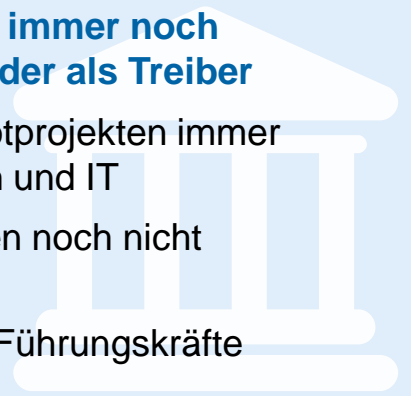 immer noch
der als Treiber
tprojekten immer
und IT
en noch nicht
Führungskräfte